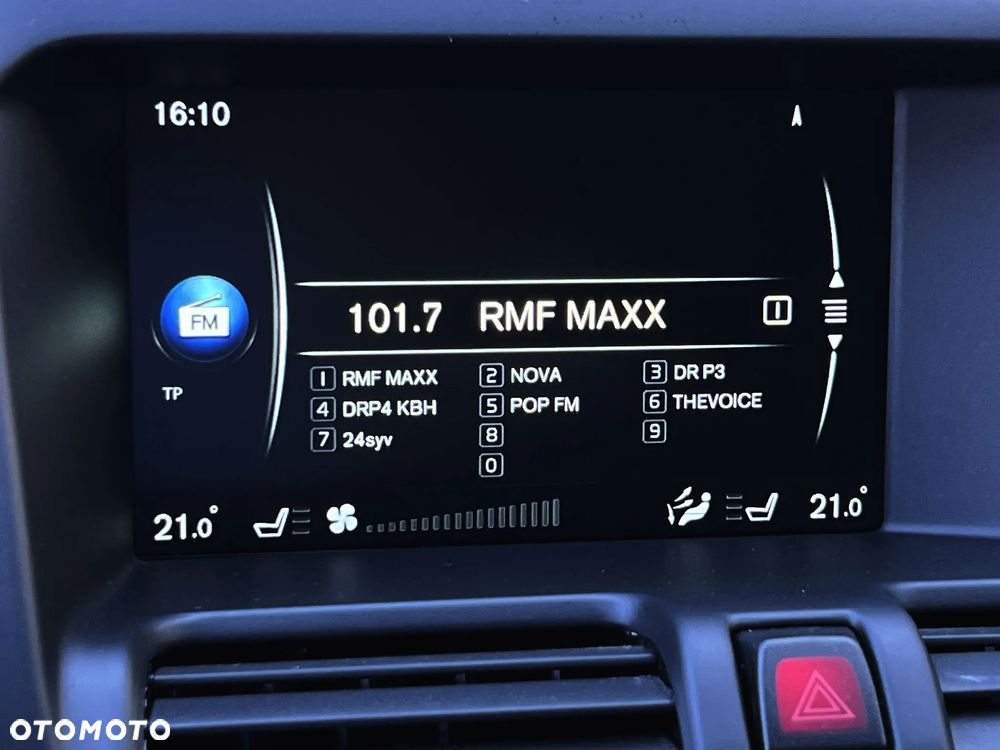 16:10
FM
101.7 RMF MAXX 1
TP
1 RMF MAXX 2 NOVA 3 DR P3
4 DRP4 KBH 5 POP FM 6 THEVOICE
7 24syv 8 9
0
21.0° 21.0°
OTOMOTO